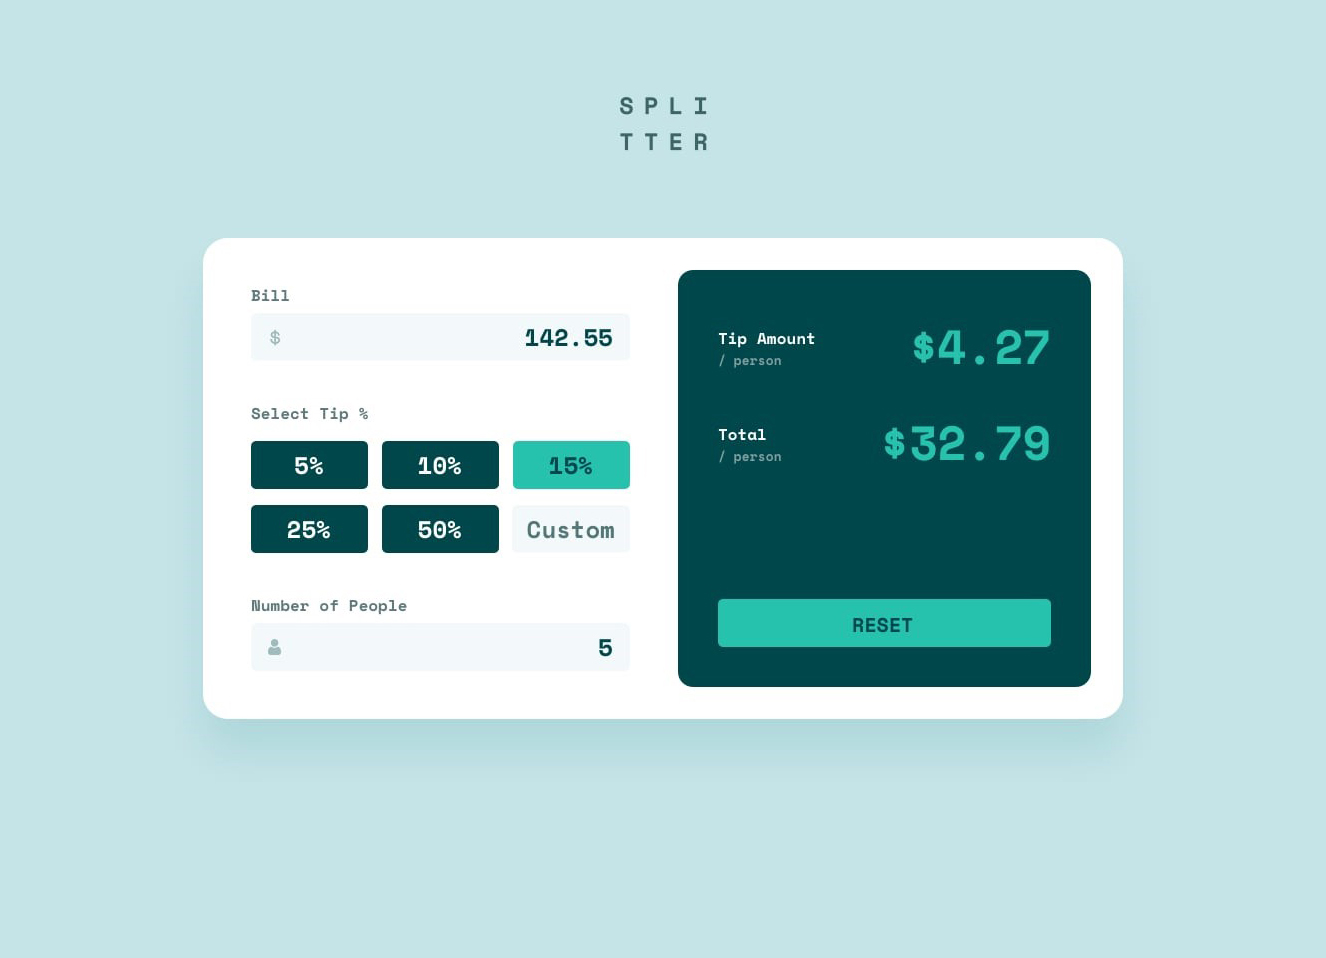 SPLI
TTER
Bill
$ 142.55
Select Tip %
5% 10% 15%
25% 50% Custom
Number of People
5
Tip Amount
/ person
$4.27
Total
/ person
$32.79
RESET